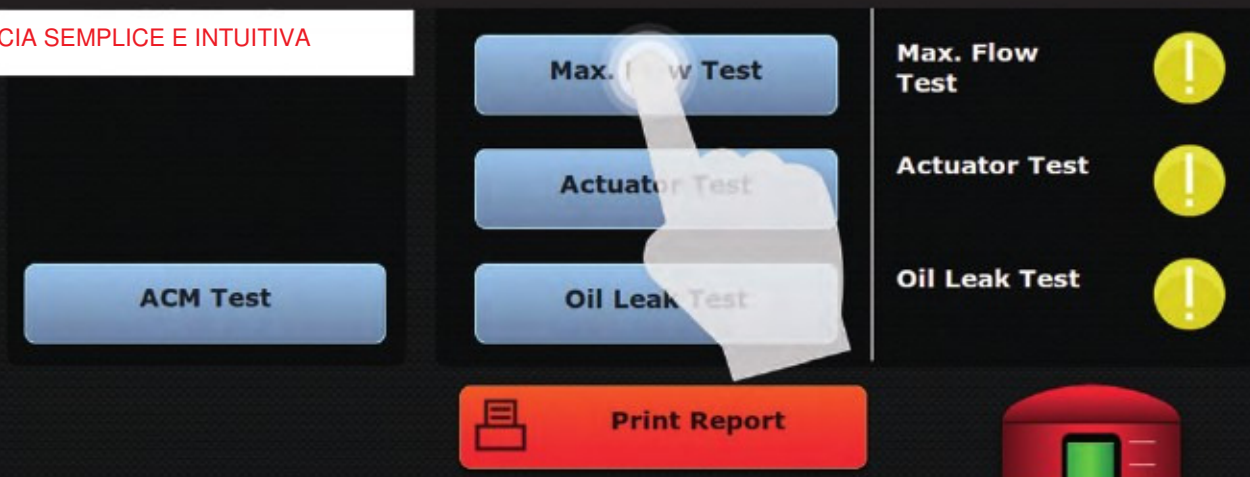 CIA SEMPLICE E INTUITIVA
Max. Flow Test
Actuator Test
Oil Leak Test
ACM Test
Print Report
Max. Flow
Test
Actuator Test
Oil Leak Test